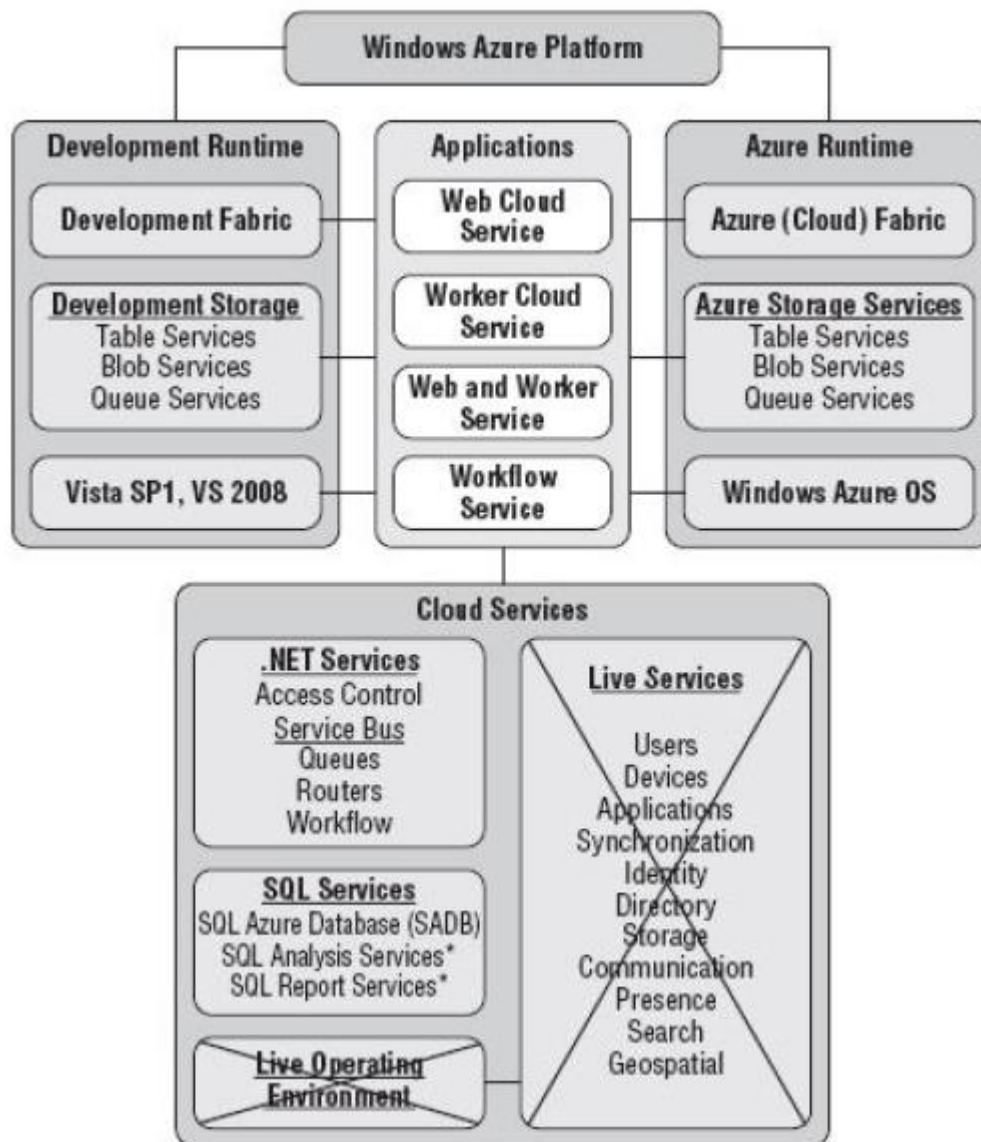 Windows Azure Platform
Development Runtime
Development Fabric
Development Storage
Table Services
Blob Services
Queue Services
Vista SP1, VS 2008
Applications
Web Cloud
Service
Worker Cloud
Service
Web and Worker
Service
Workflow
Service
Azure Runtime
Azure (Cloud) Fabric
Azure Storage Services
Table Services
Blob Services
Queue Services
Windows Azure OS
Cloud Services
.NET Services
Access Control
Service Bus
Queues
Routers
Workflow
SQL Services
SQL Azure Database (SADB)
SQL Analysis Services*
SQL Report Services*
Live Operating
Environment
Live Services
Users
Devices
Applications
Synchronization
Identity
Directory
Storage
Communication
Presence
Search
Geospatial